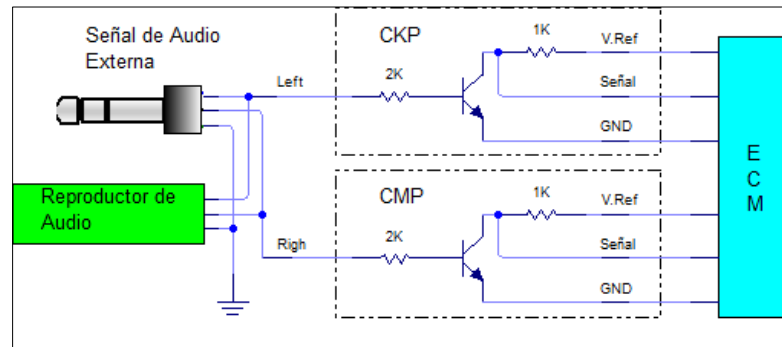 Señal de Audio
Externa
Reproductor de
Audio
Left
Righ
CKP
2K
1K
V.Ref
Señal
GND
CMP
2K
1K
V.Ref
Señal
GND
E
C
M